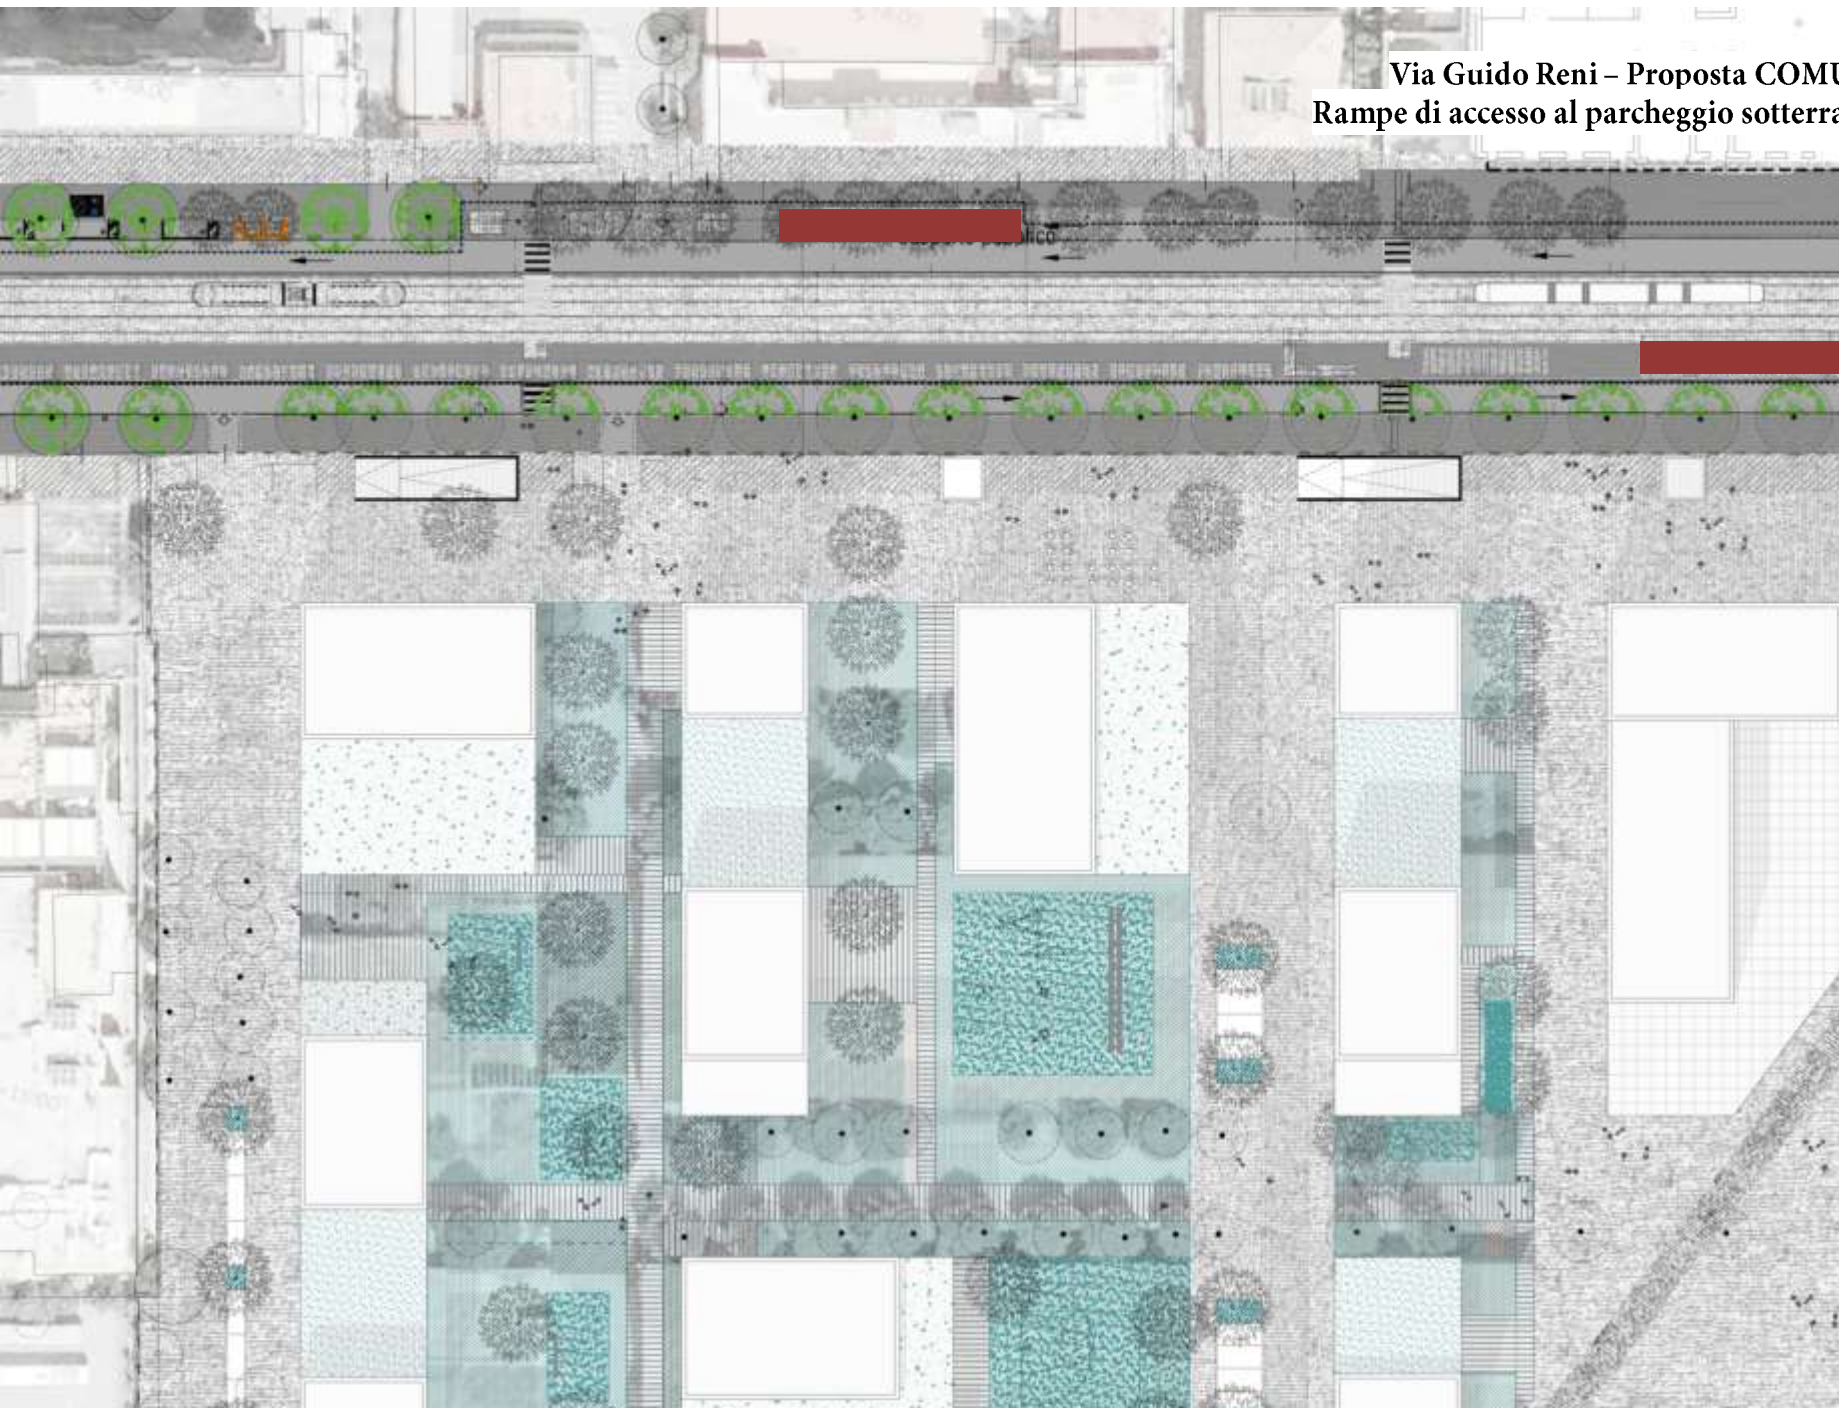 Via Guido Reni – Proposta COMU
Rampe di accesso al parcheggio sotterra